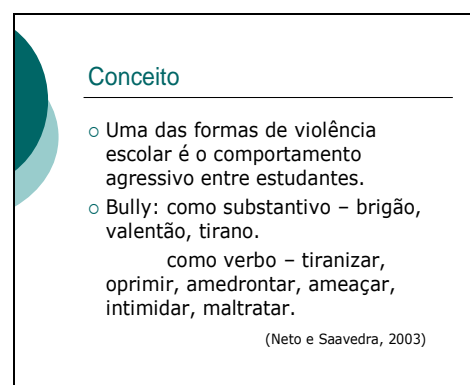 Conceito
Uma das formas de violência
escolar é o comportamento
agressivo entre estudantes.
Bully: como substantivo – brigão,
valentão, tirano.
como verbo – tiranizar,
oprimir, amedrontar, ameaçar,
intimidar, maltratar.
(Neto e Saavedra, 2003)